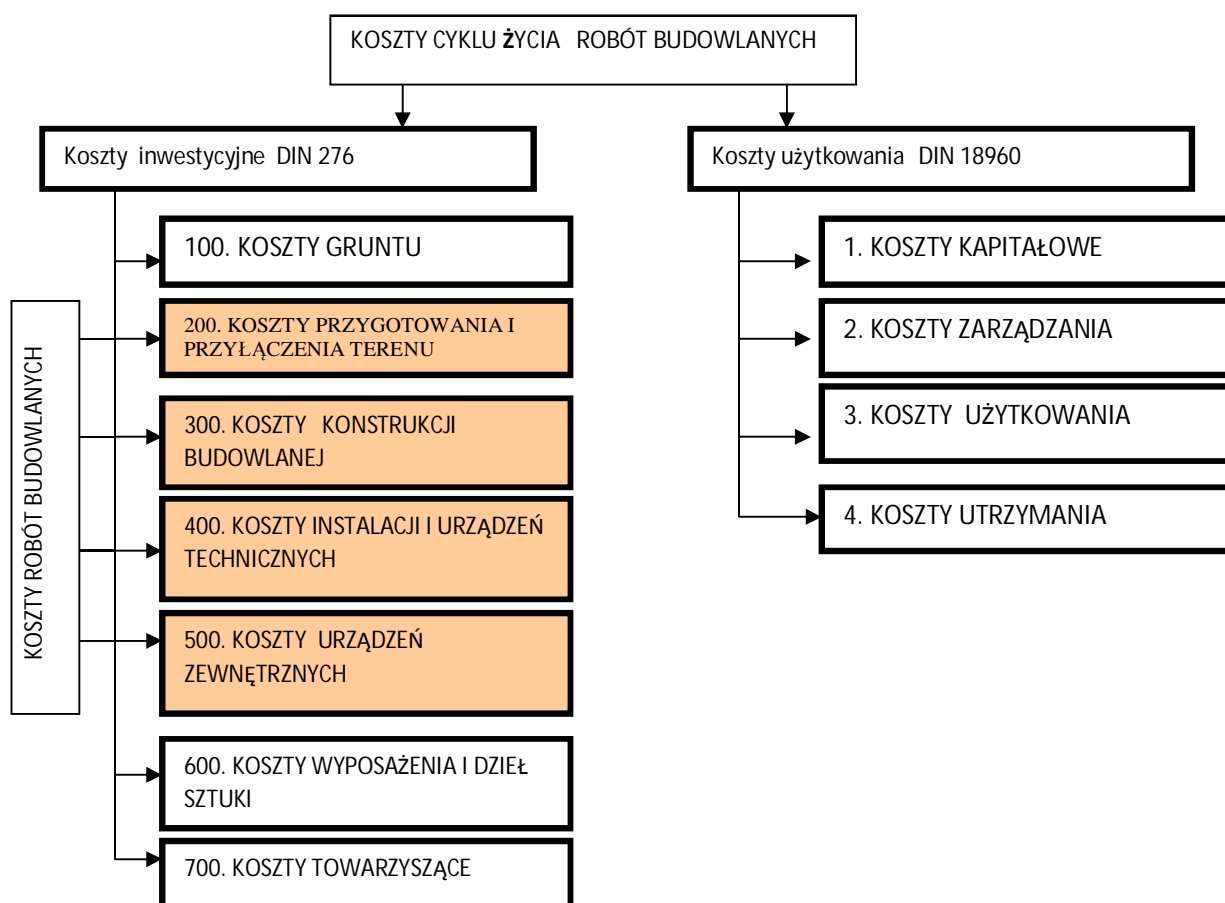 KOSZTY CYKLU ŻYCIA ROBÓT BUDOWLANYCH
Koszty inwestycyjne DIN 276
100. KOSZTY GRUNTU
KOSZTY ROBÓT BUDOWLANYCH
200. KOSZTY PRZYGOTOWANIA I
PRZYŁĄCZENIA TERENU
300. KOSZTY KONSTRUKCJI
BUDOWLANEJ
400. KOSZTY INSTALACJI I URZĄDZEŃ
TECHNICZNYCH
500. KOSZTY URZĄDZEŃ
ZEWNĘTRZNYCH
600. KOSZTY WYPOSAŻENIA I DZIEŁ
SZTUKI
700. KOSZTY TOWARZYSZĄCE
Koszty użytkowania DIN 18960
1. KOSZTY KAPITAŁOWE
2. KOSZTY ZARZĄDZANIA
3. KOSZTY UŻYTKOWANIA
4. KOSZTY UTRZYMANIA